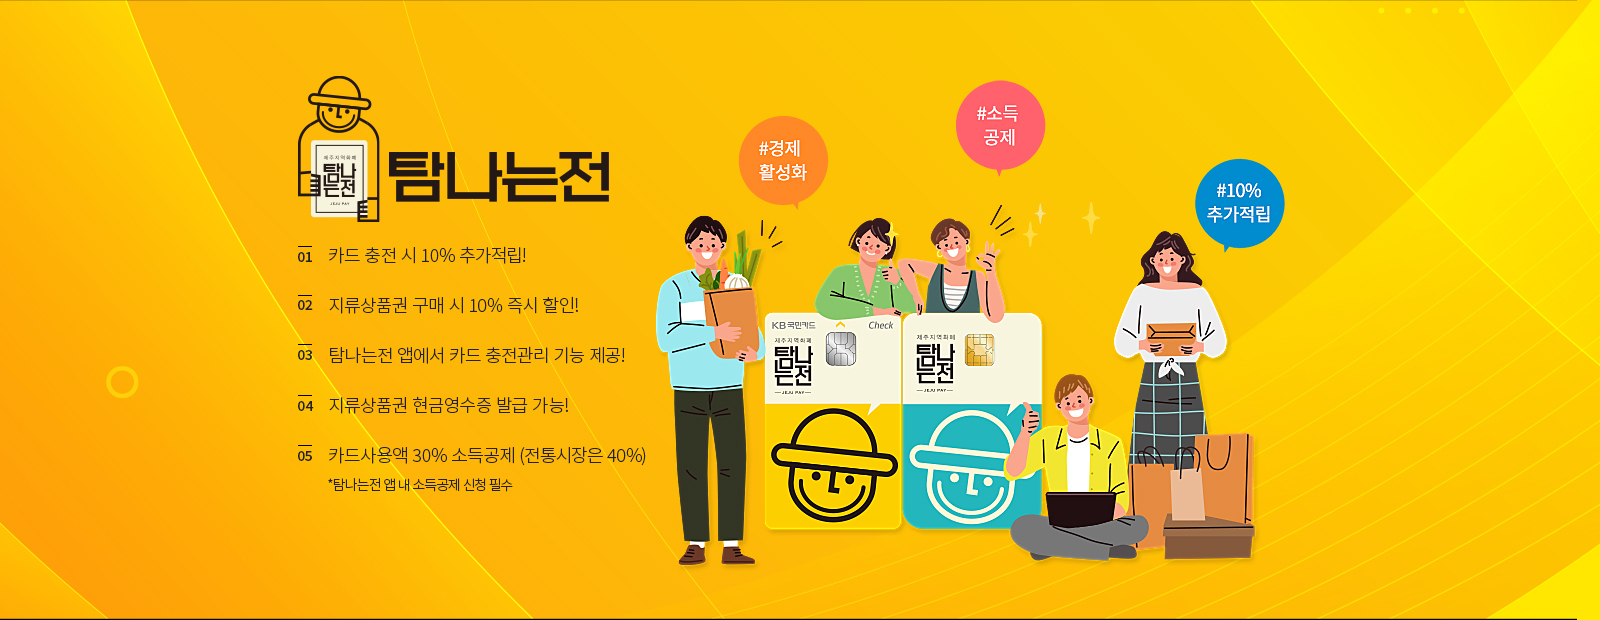 제주지역화폐
탐나
는전
JEJU PAY
탐나는전
01 카드 충전 시 10% 추가적립!
02 지류상품권 구매 시 10% 즉시 할인!
03 탐나는전 앱에서 카드 충전관리 기능 제공!
04 지류상품권 현금영수증 발급 가능!
05 카드사용액 30% 소득공제 (전통시장은 40%)
*탐나는전 앱 내 소득공제 신청 필수
#경제
활성화
#소득
공제
#10%
추가적립
KB국민카드 Check
제주지역화폐
탐나
는전
JEJU PAY
제주지역화폐
탐나
는전
JEJU PAY